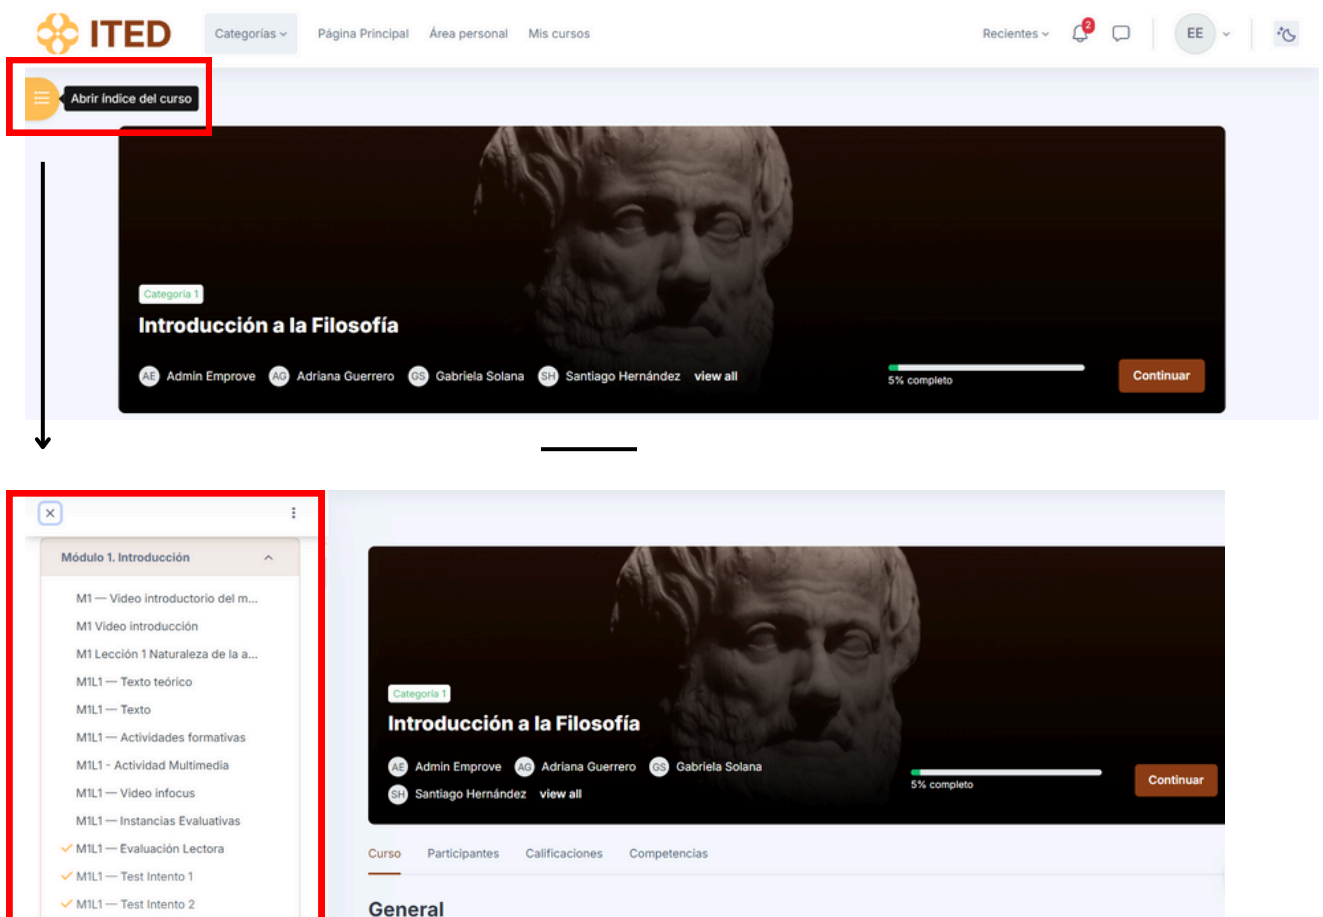 ITED
Categorías
Página Principal
Área personal
Mis cursos
Recientes
2
EE
Abrir índice del curso
Categoría 1
Introducción a la Filosofía
AE Admin Emprove AG Adriana Guerrero GS Gabriela Solana SH Santiago Hernández view all
5% completo
Continuar
Módulo 1. Introducción
M1 — Video introductorio del m...
M1 Video introducción
M1 Lección 1 Naturaleza de la a...
M1L1 — Texto teórico
M1L1 — Texto
M1L1 — Actividades formativas
M1L1 - Actividad Multimedia
M1L1 — Video infocus
M1L1 — Instancias Evaluativas
M1L1 — Evaluación Lectora
M1L1 — Test Intento 1
M1L1 — Test Intento 2
Categoría 1
Introducción a la Filosofía
AE Admin Emprove AG Adriana Guerrero GS Gabriela Solana
SH Santiago Hernández view all
5% completo
Continuar
Curso
Participantes
Calificaciones
Competencias
General